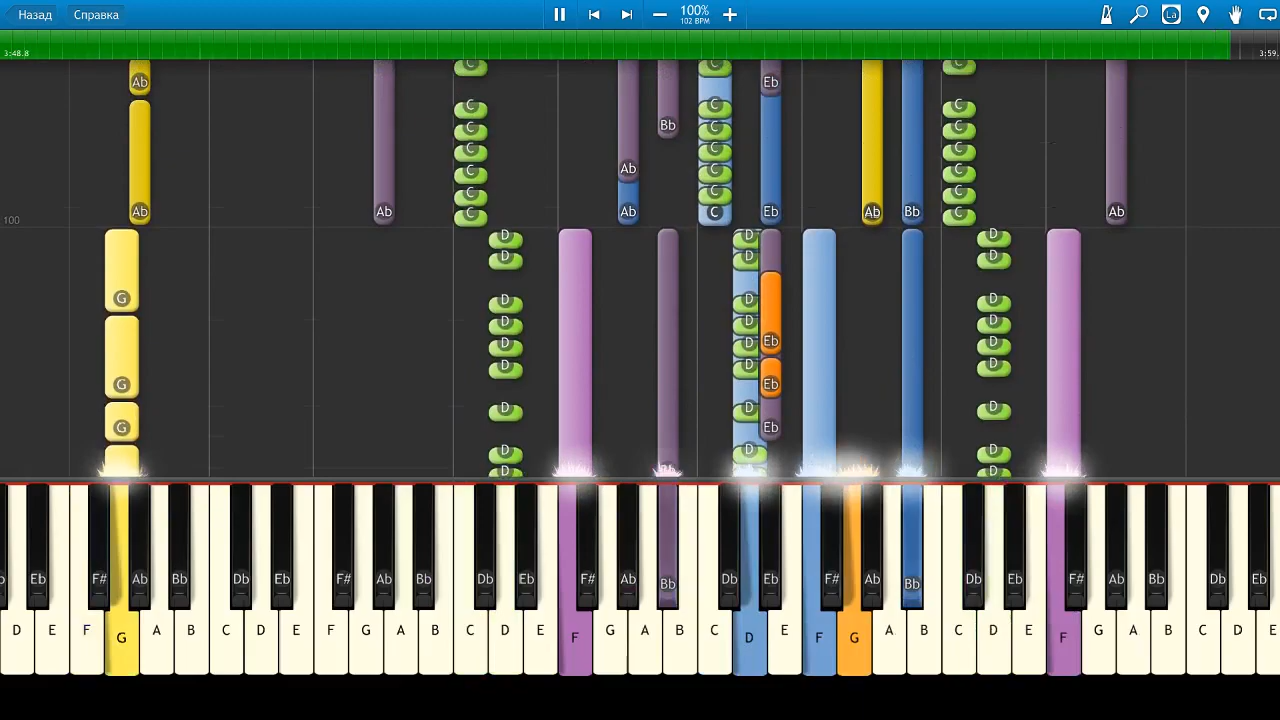 Назад Справка 100% La
102 BPM
3:48.8 3:59.
C C C
Ab Eb
C C C
Bb C C C
C C C
Ab C C C
C C C
Ab Ab Ab C Eb Ab Bb Ab
100
D D D
D D D
G D D D
D D D
Eb
D D D
D D D
G Eb
D D D
G Eb
D D D
D D D
Eb F# Ab Bb Db Eb F# Ab Bb Db Eb F# Ab Bb Db Eb F# Ab Bb Db Eb F# Ab Bb Db Eb
D E F G A B C D E F G A B C D E F G A B C D E F G A B C D E F G A B C D E